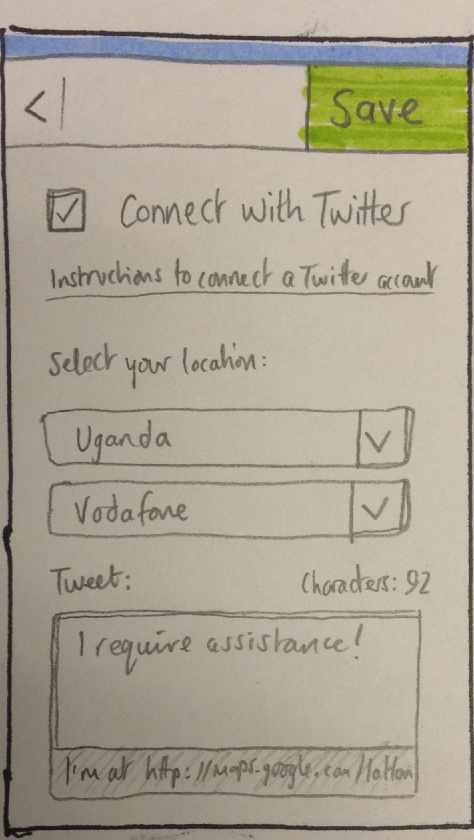 < Save
Connect with Twitter
Instructions to connect a Twitter account
Select your location:
Uganda
Vodafone
Tweet: Characters: 92
I require assistance!
I'm at http://maps.google.com/latlon